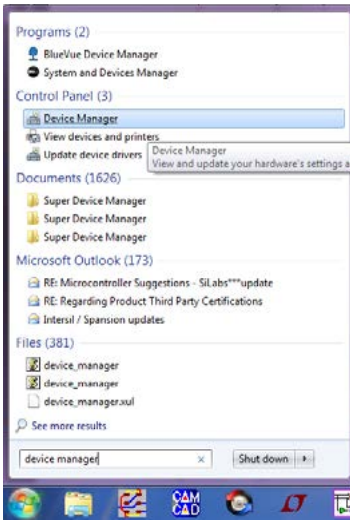 Programs (2)
BlueVue Device Manager
System and Devices Manager
Control Panel (3)
Device Manager
View devices and printers
Update device drivers
Device Manager
View and update your hardware's settings a
Documents (1626)
Super Device Manager
Super Device Manager
Super Device Manager
Microsoft Outlook (173)
RE: Microcontroller Suggestions - SiLabs***update
RE: Regarding Product Third Party Certifications
Intersil / Spansion updates
Files (381)
device_manager
device_manager
device_manager.xul
See more results
device manager
Shut down
CAM
CAD